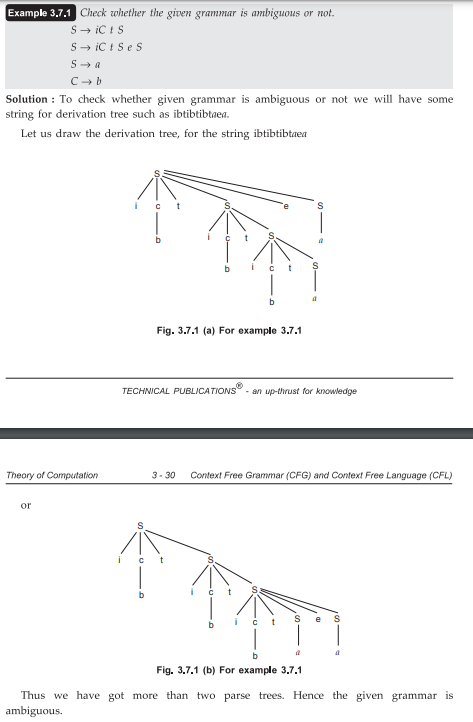 Example 3.7.1 Check whether the given grammar is ambiguous or not.
S → iC t S
S → iC t S e S
S → a
C → b
Solution : To check whether given grammar is ambiguous or not we will have some
string for derivation tree such as ibtibtibtaea.
Let us draw the derivation tree, for the string ibtibtibtaea
S
i c t S e S
b i c t S a
b i c t S
b a
Fig. 3.7.1 (a) For example 3.7.1
TECHNICAL PUBLICATIONS® - an up-thrust for knowledge
Theory of Computation 3 - 30 Context Free Grammar (CFG) and Context Free Language (CFL)
or
S
i c t S
b i c t S
b i c t S e S
b a a
Fig. 3.7.1 (b) For example 3.7.1
Thus we have got more than two parse trees. Hence the given grammar is
ambiguous.